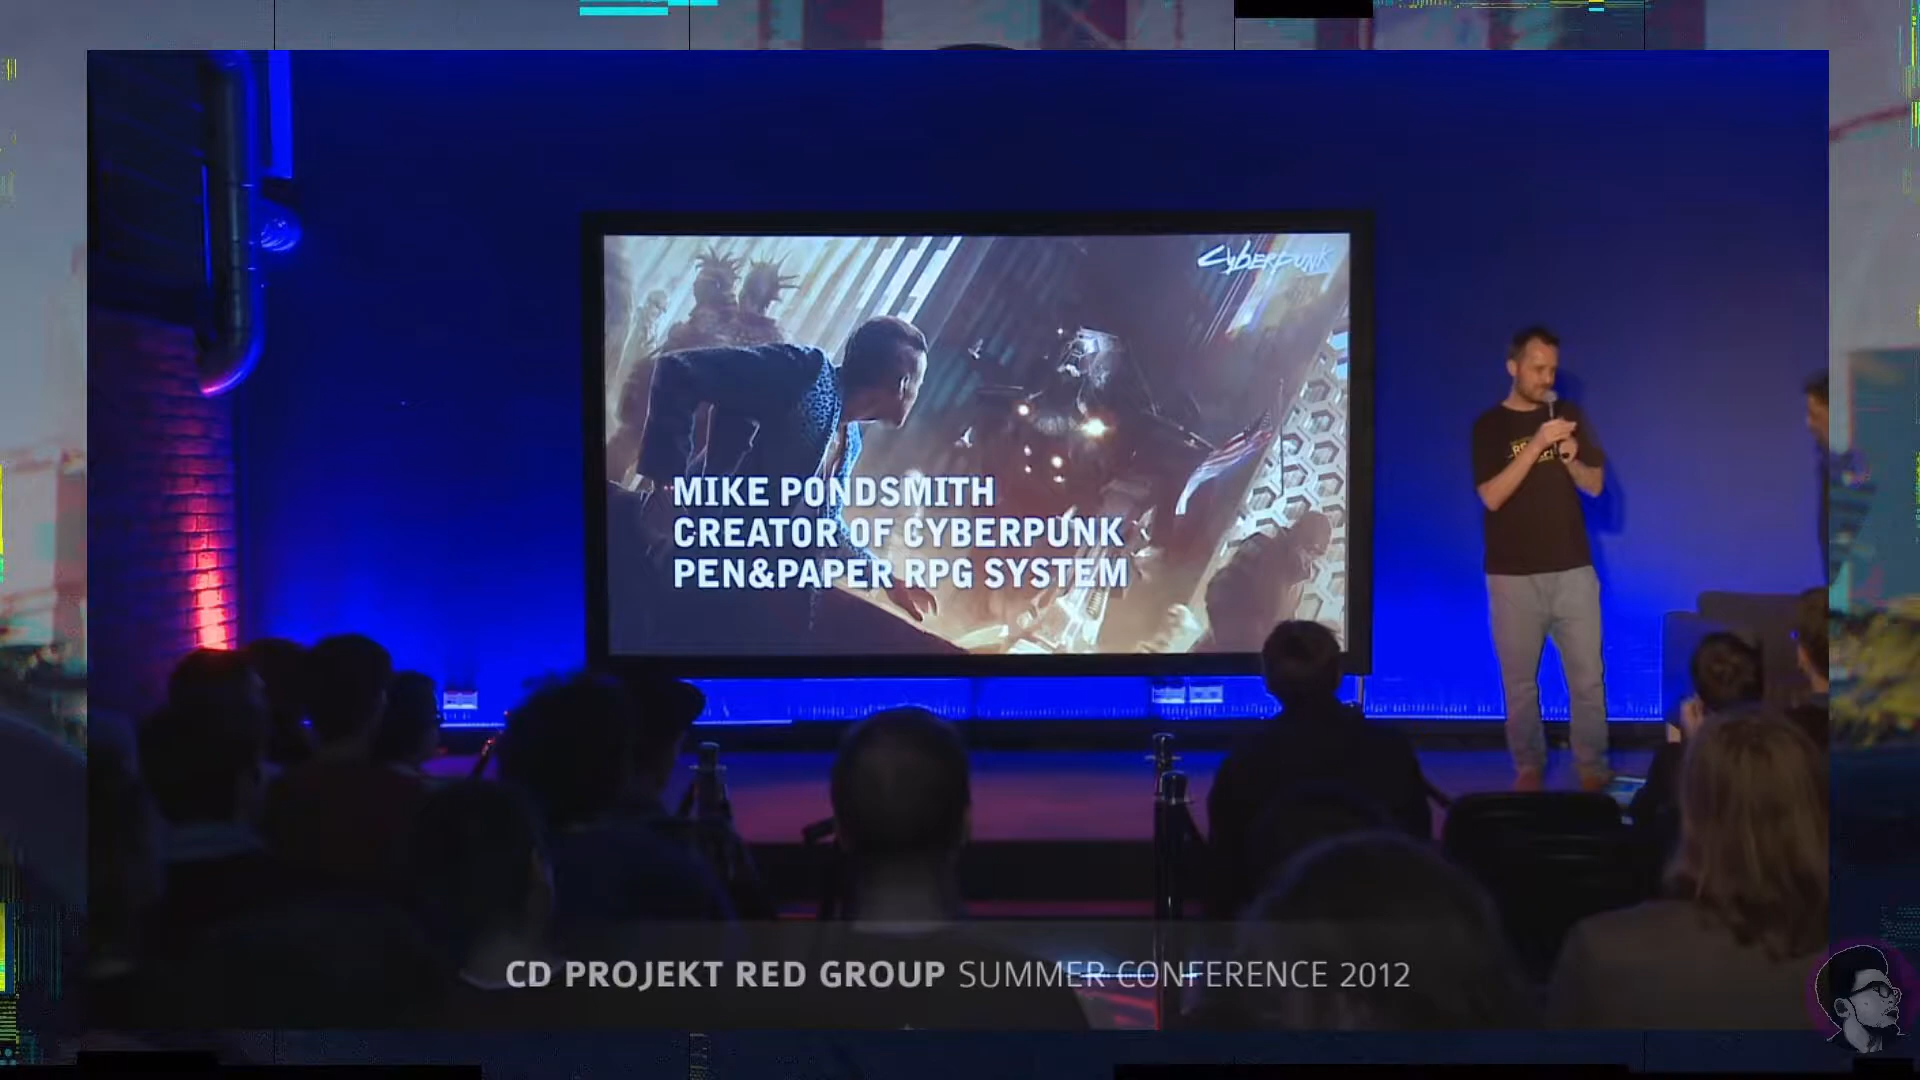 Cyberpunk
MIKE PONDSMITH
CREATOR OF CYBERPUNK
PEN&PAPER RPG SYSTEM
CD PROJEKT RED GROUP SUMMER CONFERENCE 2012